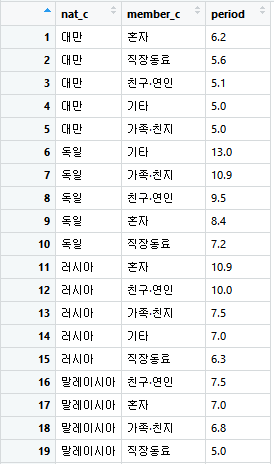 nat_c member_c period
1 대만 혼자 6.2
2 대만 직장동료 5.6
3 대만 친구·연인 5.1
4 대만 기타 5.0
5 대만 가족·친지 5.0
6 독일 기타 13.0
7 독일 가족·친지 10.9
8 독일 친구·연인 9.5
9 독일 혼자 8.4
10 독일 직장동료 7.2
11 러시아 혼자 10.9
12 러시아 친구·연인 10.0
13 러시아 가족·친지 7.5
14 러시아 기타 7.0
15 러시아 직장동료 6.3
16 말레이시아 친구·연인 7.5
17 말레이시아 혼자 7.0
18 말레이시아 가족·친지 6.8
19 말레이시아 직장동료 5.0